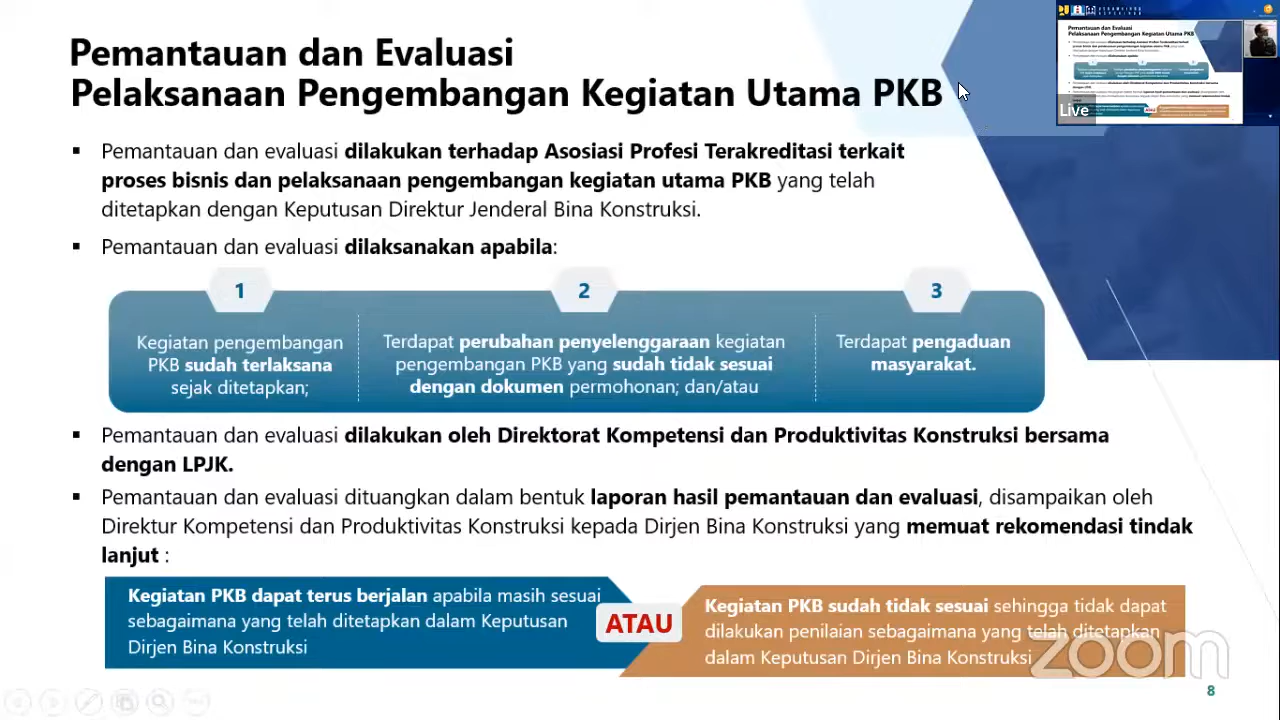 Pemantauan dan Evaluasi
Pelaksanaan Pengembangan Kegiatan Utama PKB
Live
▪ Pemantauan dan evaluasi dilakukan terhadap Asosiasi Profesi Terakreditasi terkait
proses bisnis dan pelaksanaan pengembangan kegiatan utama PKB yang telah
ditetapkan dengan Keputusan Direktur Jenderal Bina Konstruksi.
▪ Pemantauan dan evaluasi dilaksanakan apabila:
1
Kegiatan pengembangan
PKB sudah terlaksana
sejak ditetapkan;
2
Terdapat perubahan penyelenggaraan kegiatan
pengembangan PKB yang sudah tidak sesuai
dengan dokumen permohonan; dan/atau
3
Terdapat pengaduan
masyarakat.
▪ Pemantauan dan evaluasi dilakukan oleh Direktorat Kompetensi dan Produktivitas Konstruksi bersama
dengan LPJK.
▪ Pemantauan dan evaluasi dituangkan dalam bentuk laporan hasil pemantauan dan evaluasi, disampaikan oleh
Direktur Kompetensi dan Produktivitas Konstruksi kepada Dirjen Bina Konstruksi yang memuat rekomendasi tindak
lanjut :
Kegiatan PKB dapat terus berjalan apabila masih sesuai
sebagaimana yang telah ditetapkan dalam Keputusan
Dirjen Bina Konstruksi
ATAU
Kegiatan PKB sudah tidak sesuai sehingga tidak dapat
dilakukan penilaian sebagaimana yang telah ditetapkan
dalam Keputusan Dirjen Bina Konstruksi
zoom
8